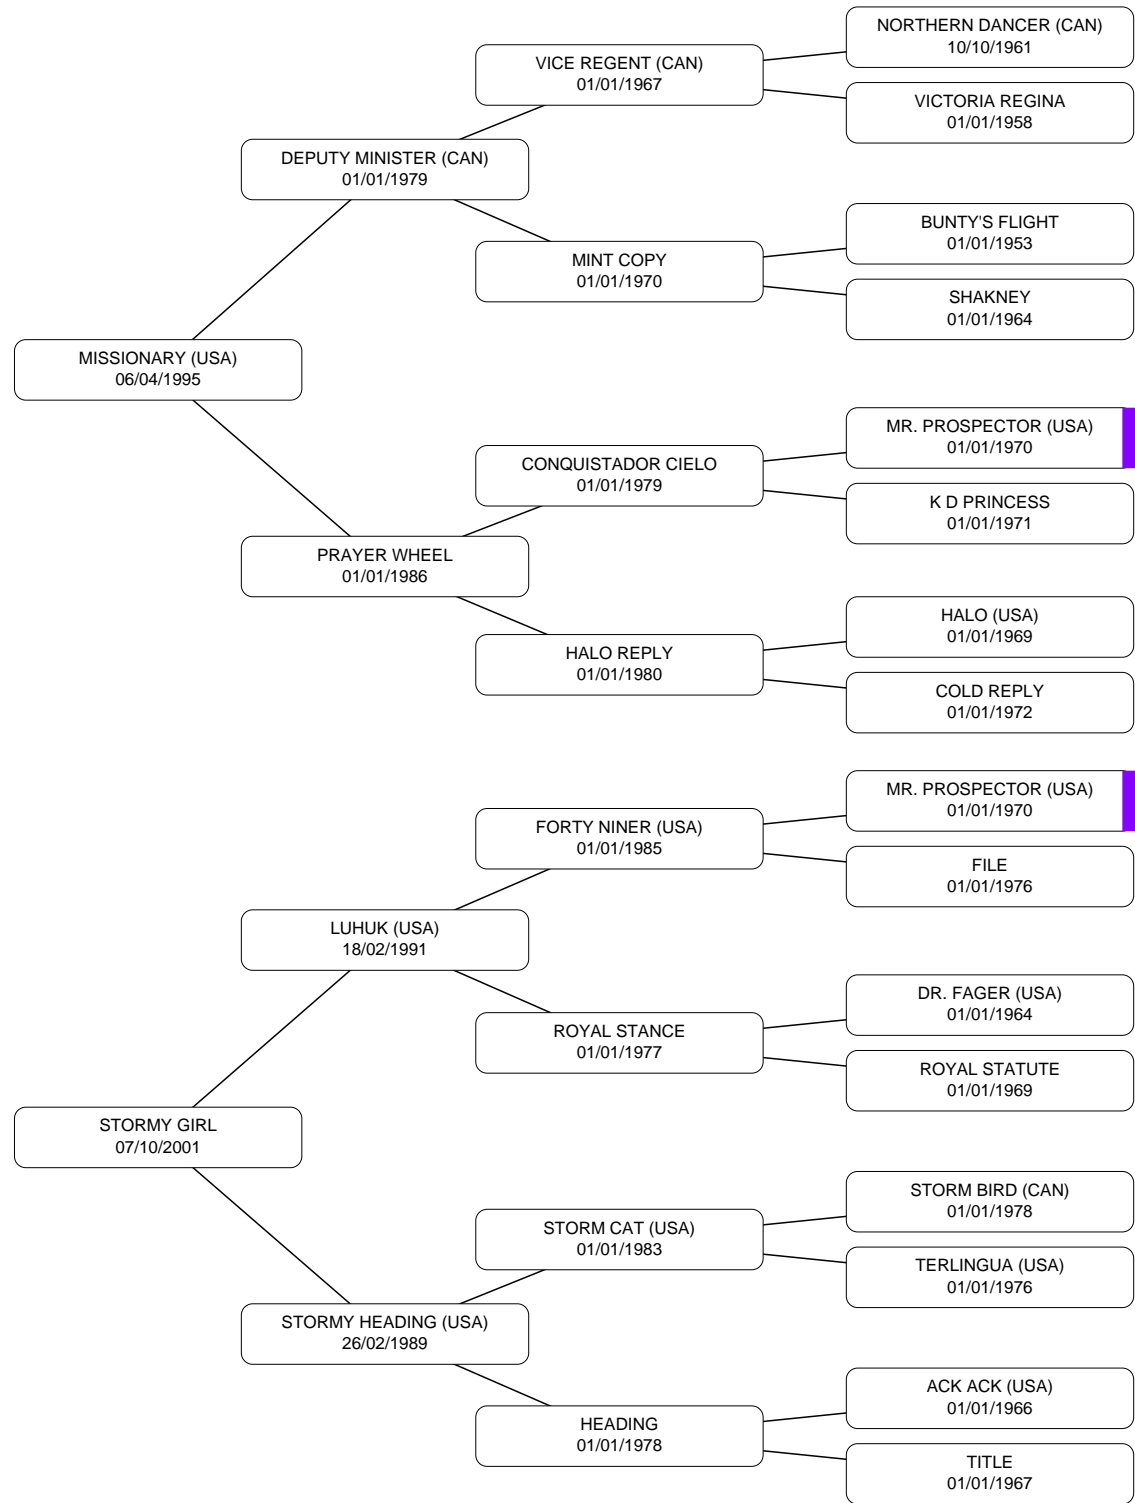 NORTHERN DANCER (CAN)
10/10/1961
VICE REGENT (CAN)
01/01/1967
VICTORIA REGINA
01/01/1958
DEPUTY MINISTER (CAN)
01/01/1979
BUNTY'S FLIGHT
01/01/1953
MINT COPY
01/01/1970
SHAKNEY
01/01/1964
MISSIONARY (USA)
06/04/1995
MR. PROSPECTOR (USA)
01/01/1970
CONQUISTADOR CIELO
01/01/1979
K D PRINCESS
01/01/1971
PRAYER WHEEL
01/01/1986
HALO (USA)
01/01/1969
HALO REPLY
01/01/1980
COLD REPLY
01/01/1972
MR. PROSPECTOR (USA)
01/01/1970
FORTY NINER (USA)
01/01/1985
FILE
01/01/1976
LUHUK (USA)
18/02/1991
DR. FAGER (USA)
01/01/1964
ROYAL STANCE
01/01/1977
ROYAL STATUTE
01/01/1969
STORMY GIRL
07/10/2001
STORM BIRD (CAN)
01/01/1978
STORM CAT (USA)
01/01/1983
TERLINGUA (USA)
01/01/1976
STORMY HEADING (USA)
26/02/1989
ACK ACK (USA)
01/01/1966
HEADING
01/01/1978
TITLE
01/01/1967